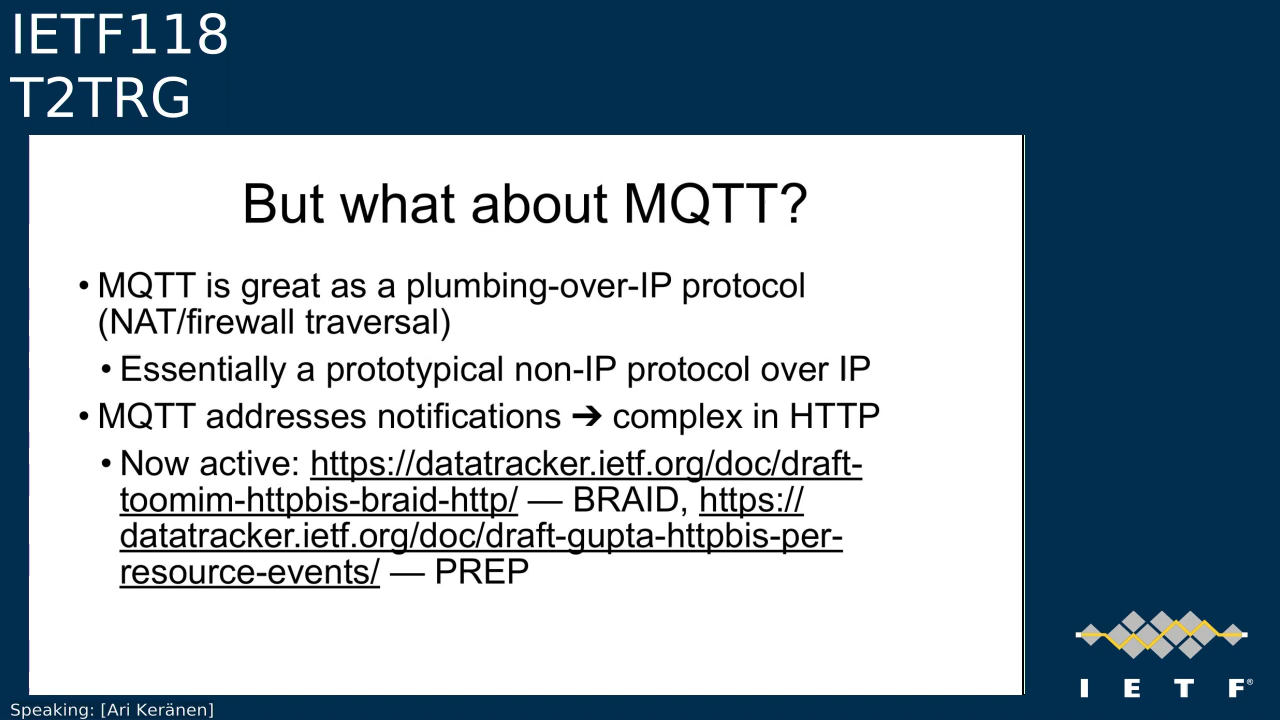 IETF118
T2TRG
But what about MQTT?
• MQTT is great as a plumbing-over-IP protocol
(NAT/firewall traversal)
• Essentially a prototypical non-IP protocol over IP
• MQTT addresses notifications ➔ complex in HTTP
• Now active: https://datatracker.ietf.org/doc/draft-
toomim-httpbis-braid-http/ — BRAID, https://
datatracker.ietf.org/doc/draft-gupta-httpbis-per-
resource-events/ — PREP
I E T F®
Speaking: [Ari Keränen]